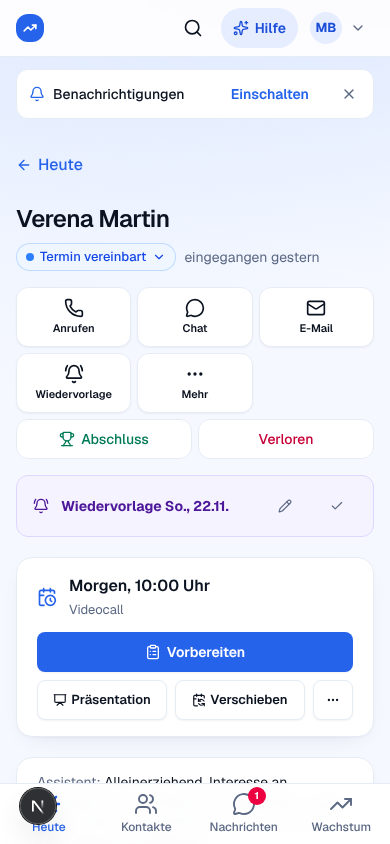 Hilfe
MB
Benachrichtigungen
Einschalten
Heute
Verena Martin
Termin vereinbart
eingegangen gestern
Anrufen
Chat
E-Mail
Wiedervorlage
Mehr
Abschluss
Verloren
Wiedervorlage So., 22.11.
Morgen, 10:00 Uhr
Videocall
Vorbereiten
Präsentation
Verschieben
Assistent: Alleinerziehend, Interesse an
N
1
Heute
Kontakte
Nachrichten
Wachstum